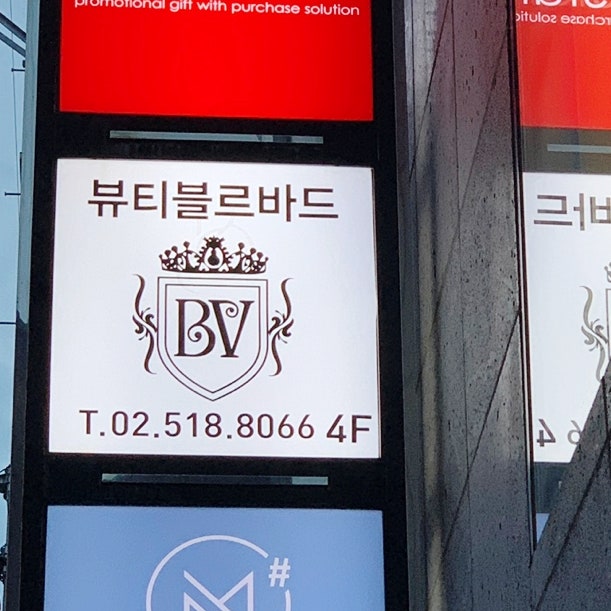 promotional gift with purchase solution
뷰티블르바드
BV
T.02.518.8066 4F
#